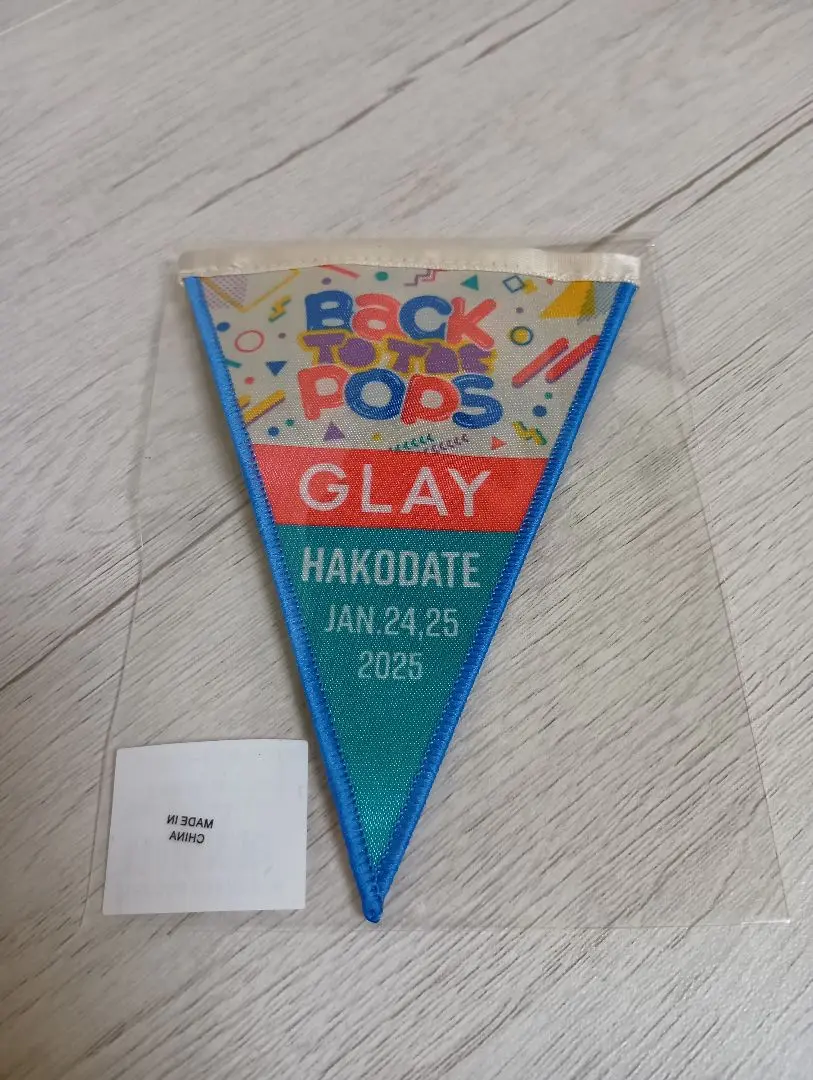 BaCK
TO THE
POPS
GLAY
HAKODATE
JAN.24,25
2025
MADE IN
CHINA